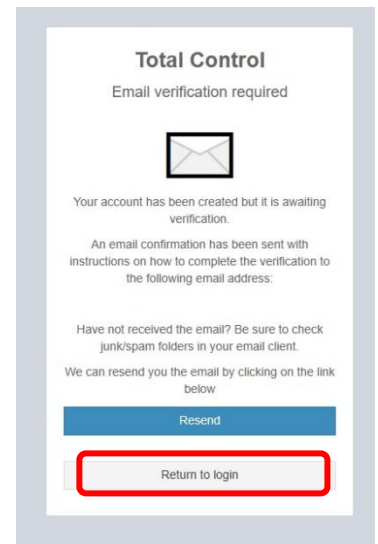 Total Control
Email verification required
Your account has been created but it is awaiting
verification.
An email confirmation has been sent with
instructions on how to complete the verification to
the following email address:
Have not received the email? Be sure to check
junk/spam folders in your email client.
We can resend you the email by clicking on the link
below
Resend
Return to login